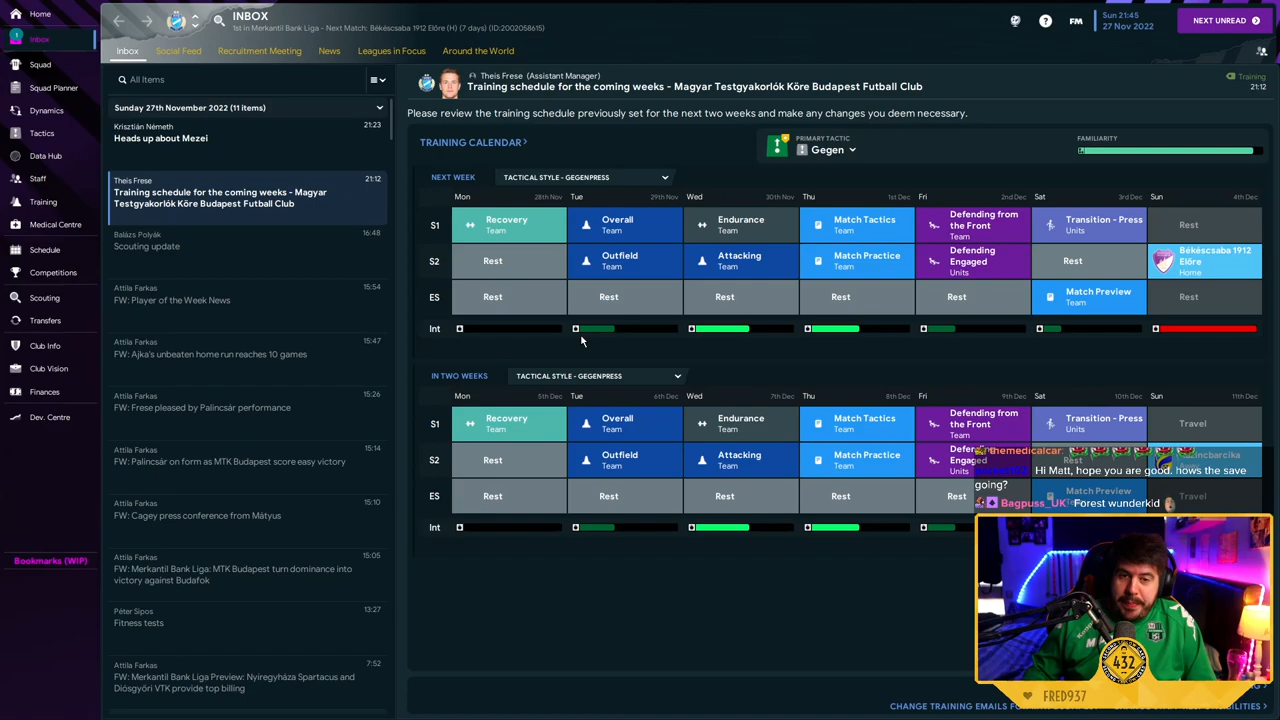 Home
Inbox
1
Squad
Squad Planner
Dynamics
Tactics
Data Hub
Staff
Training
Medical Centre
Schedule
Competitions
Scouting
Transfers
Club Info
Club Vision
Finances
Dev. Centre
Bookmarks (WIP)
INBOX
1st in Merkantil Bank Liga - Next Match: Békéscsaba 1912 Előre (H) (7 days) (ID:2002058615)
FM
Sun 21:45
27 Nov 2022
NEXT UNREAD
Inbox Social Feed Recruitment Meeting News Leagues in Focus Around the World
All Items
Sunday 27th November 2022 (11 items)
Krisztián Németh 21:23
Heads up about Mezei
Theis Frese 21:12
Training schedule for the coming weeks - Magyar
Testgyakorlók Köre Budapest Futball Club
Balázs Polyák 16:48
Scouting update
Attila Farkas 15:54
FW: Player of the Week News
Attila Farkas 15:47
FW: Ajka's unbeaten home run reaches 10 games
Attila Farkas 15:26
FW: Frese pleased by Palincsár performance
Attila Farkas 15:14
FW: Palincsár on form as MTK Budapest score easy victory
Attila Farkas 15:10
FW: Cagey press conference from Mátyus
Attila Farkas 15:05
FW: Merkantil Bank Liga: MTK Budapest turn dominance into
victory against Budafok
Péter Sipos 13:27
Fitness tests
Attila Farkas 7:52
FW: Merkantil Bank Liga Preview: Nyíregyháza Spartacus and
Diósgyőri VTK provide top billing
Theis Frese (Assistant Manager)
Training schedule for the coming weeks - Magyar Testgyakorlók Köre Budapest Futball Club
Training
21:12
Please review the training schedule previously set for the next two weeks and make any changes you deem necessary.
TRAINING CALENDAR
PRIMARY TACTIC
Gegen
FAMILIARITY
NEXT WEEK TACTICAL STYLE - GEGENPRESS
Mon 28th Nov Tue 29th Nov Wed 30th Nov Thu 1st Dec Fri 2nd Dec Sat 3rd Dec Sun 4th Dec
S1
Recovery
Team
Overall
Team
Endurance
Team
Match Tactics
Team
Defending from
the Front
Team
Transition - Press
Units
Rest
S2
Rest
Outfield
Team
Attacking
Team
Match Practice
Team
Defending
Engaged
Units
Rest
Békéscsaba 1912
Előre
Home
ES
Rest
Rest
Rest
Rest
Rest
Match Preview
Team
Rest
Int
IN TWO WEEKS TACTICAL STYLE - GEGENPRESS
Mon 5th Dec Tue 6th Dec Wed 7th Dec Thu 8th Dec Fri 9th Dec Sat 10th Dec Sun 11th Dec
S1
Recovery
Team
Overall
Team
Endurance
Team
Match Tactics
Team
Defending from
the Front
Team
Transition - Press
Units
Travel
S2
Rest
Outfield
Team
Attacking
Team
Match Practice
Team
Engaged
Units
Rest
ES
Rest
Rest
Rest
Rest
Rest
Match Preview
Team
Travel
Int
themedicalcar:
Hi Matt, hope you are good. hows the save
going?
Bagpuss_UK: Forest wunderkid
432
FRED937
CHANGE TRAINING EMAILS FOR
RESPONSIBILITIES